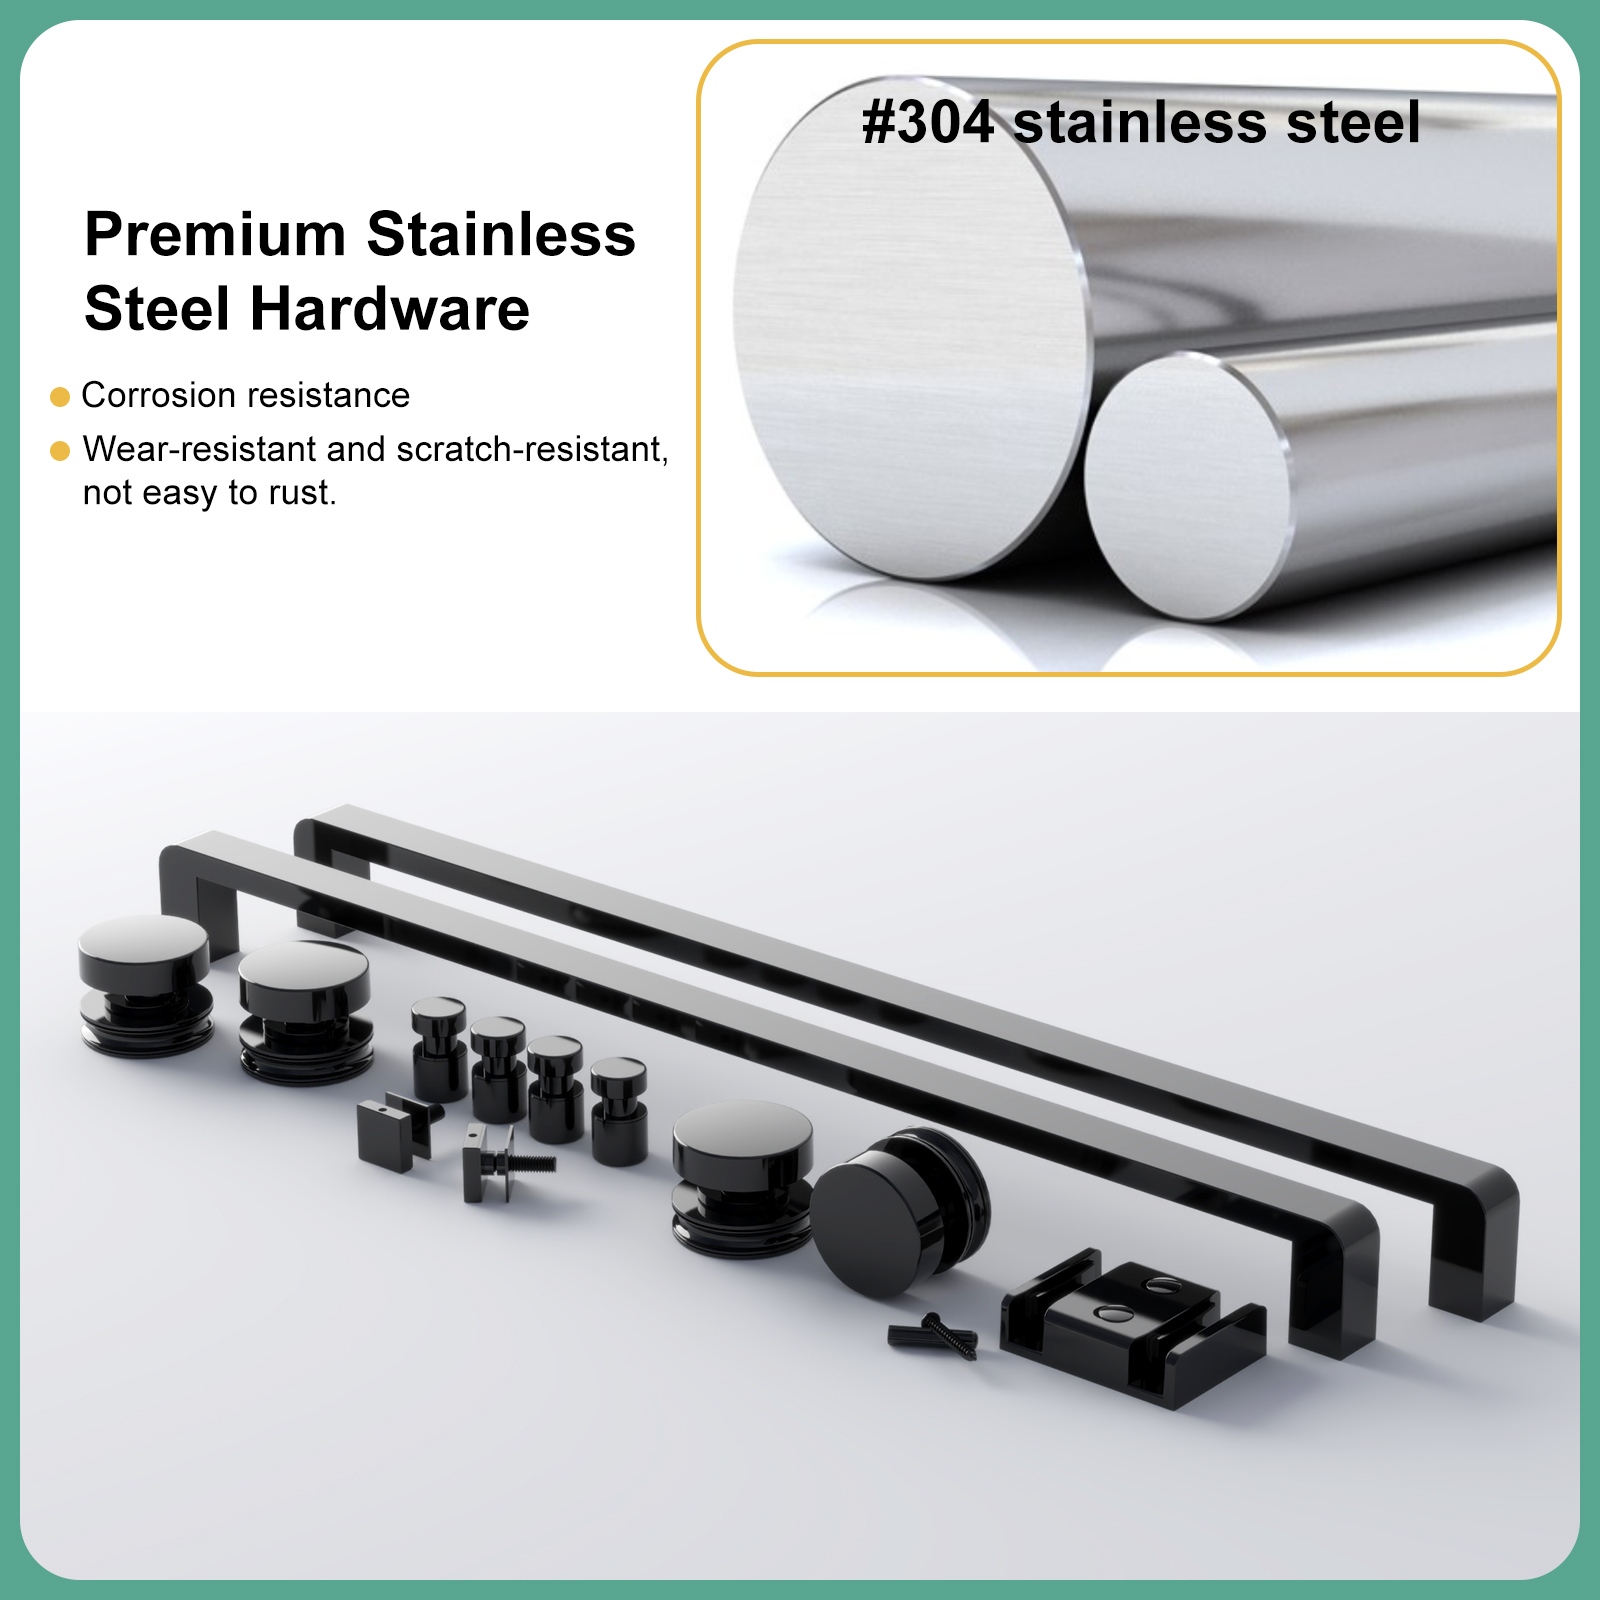 #304 stainless steel
Premium Stainless
Steel Hardware
Corrosion resistance
Wear-resistant and scratch-resistant,
not easy to rust.